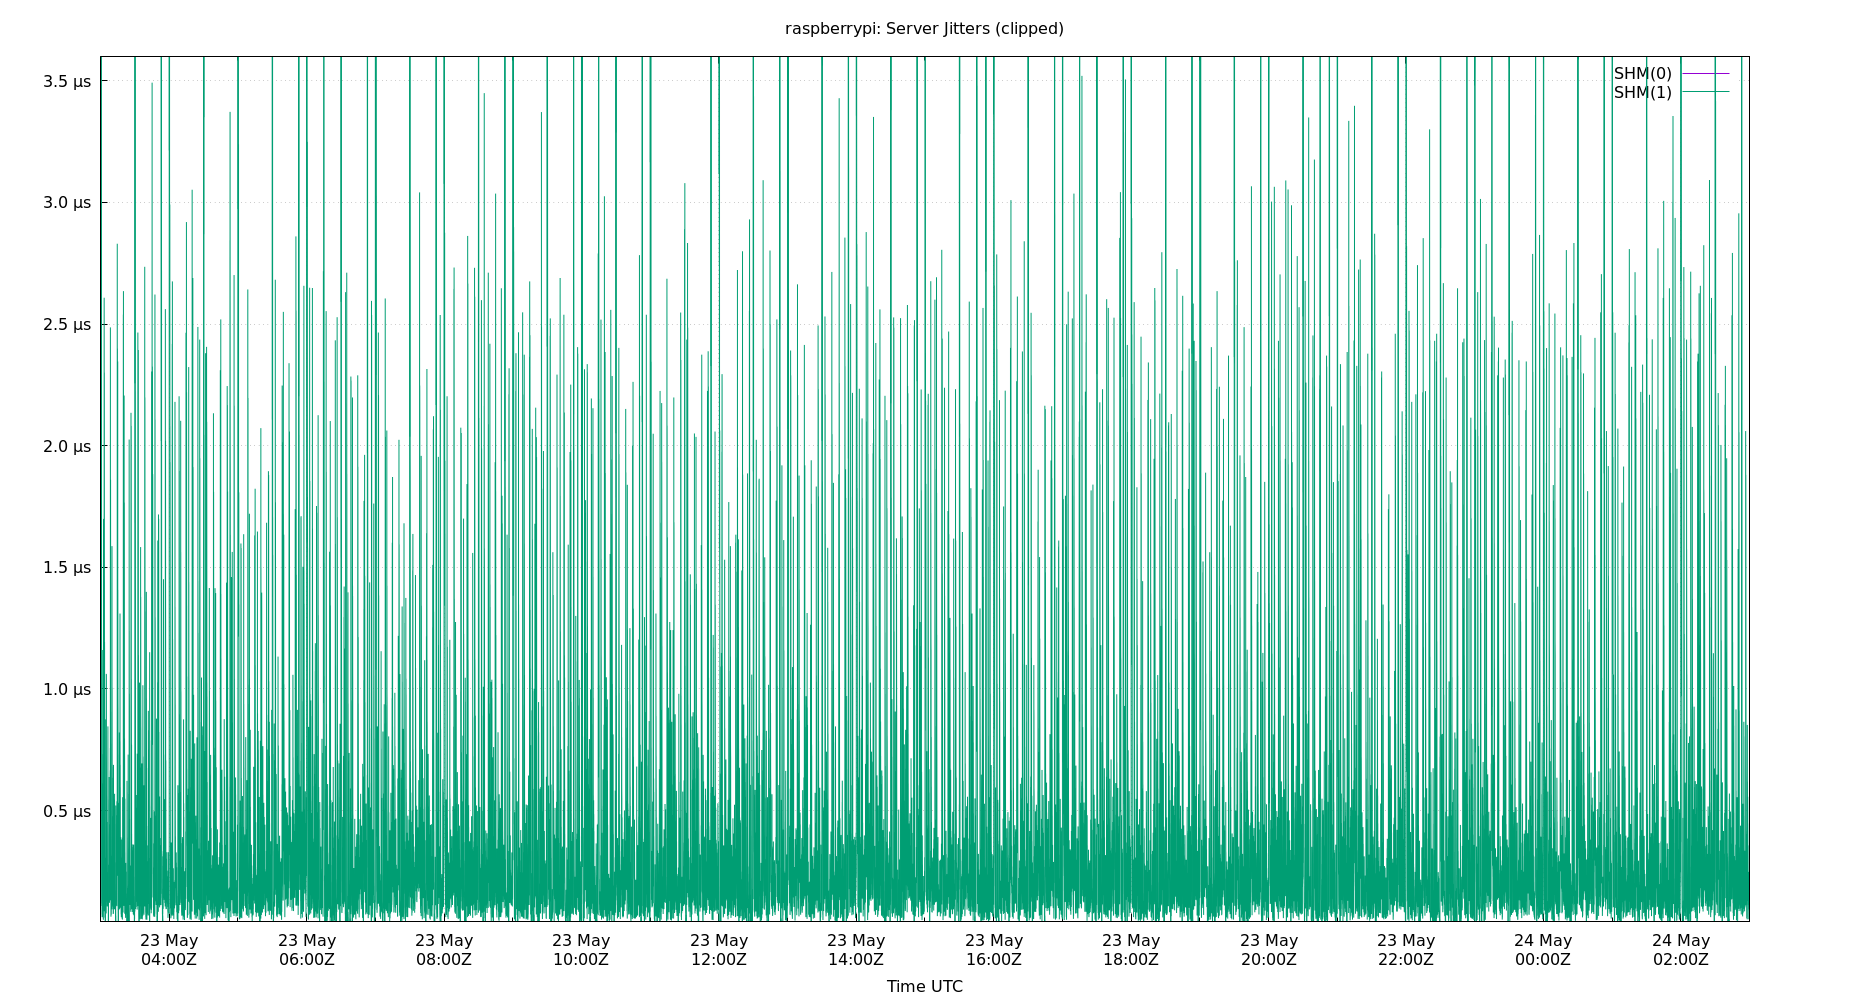 raspberrypi: Server Jitters (clipped)
SHM(0)
SHM(1)
3.5 μs
3.0 μs
2.5 μs
2.0 μs
1.5 μs
1.0 μs
0.5 μs
23 May 23 May 23 May 23 May 23 May 23 May 23 May 23 May 23 May 23 May 24 May 24 May
04:00Z 06:00Z 08:00Z 10:00Z 12:00Z 14:00Z 16:00Z 18:00Z 20:00Z 22:00Z 00:00Z 02:00Z
Time UTC